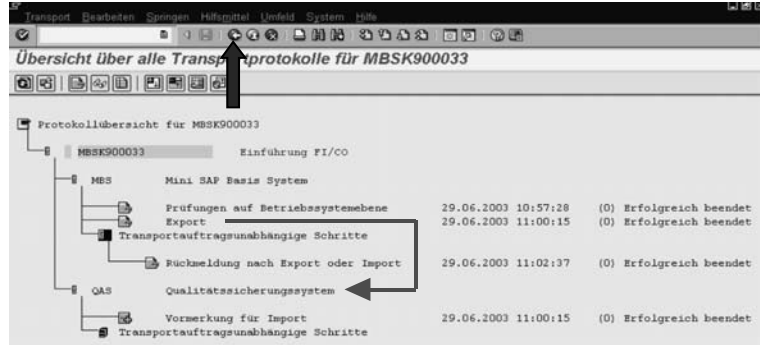 Transport Bearbeiten Springen Hilfsmittel Umfeld System Hilfe
Übersicht über alle Transportprotokolle für MBSK900033
Protokollübersicht für MBSK900033
MBSK900033 Einführung FI/CO
MBS Mini SAP Basis System
Prüfungen auf Betriebssystemebene 29.06.2003 10:57:28 (0) Erfolgreich beendet
Export 29.06.2003 11:00:15 (0) Erfolgreich beendet
Transportauftragsunabhängige Schritte
Rückmeldung nach Export oder Import 29.06.2003 11:02:37 (0) Erfolgreich beendet
QAS Qualitätssicherungssystem
Vormerkung für Import 29.06.2003 11:00:15 (0) Erfolgreich beendet
Transportauftragsunabhängige Schritte